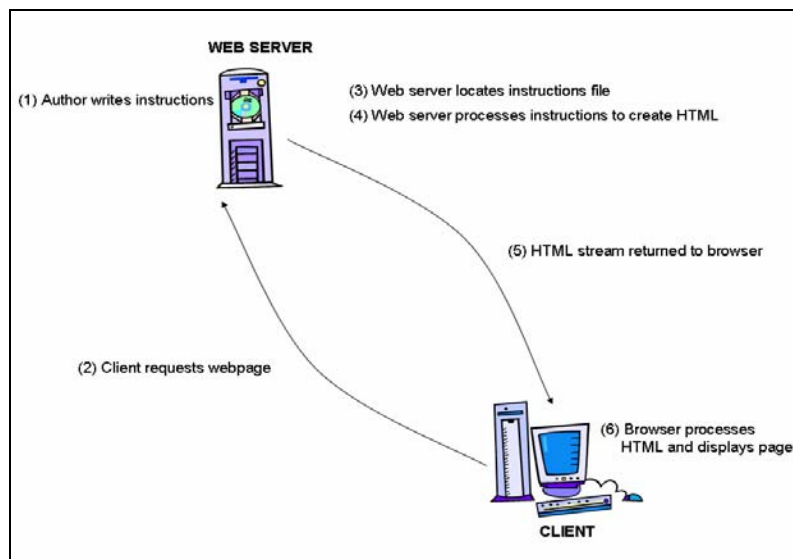 WEB SERVER
(1) Author writes instructions
(3) Web server locates instructions file
(4) Web server processes instructions to create HTML
(5) HTML stream returned to browser
(2) Client requests webpage
(6) Browser processes
HTML and displays page
CLIENT